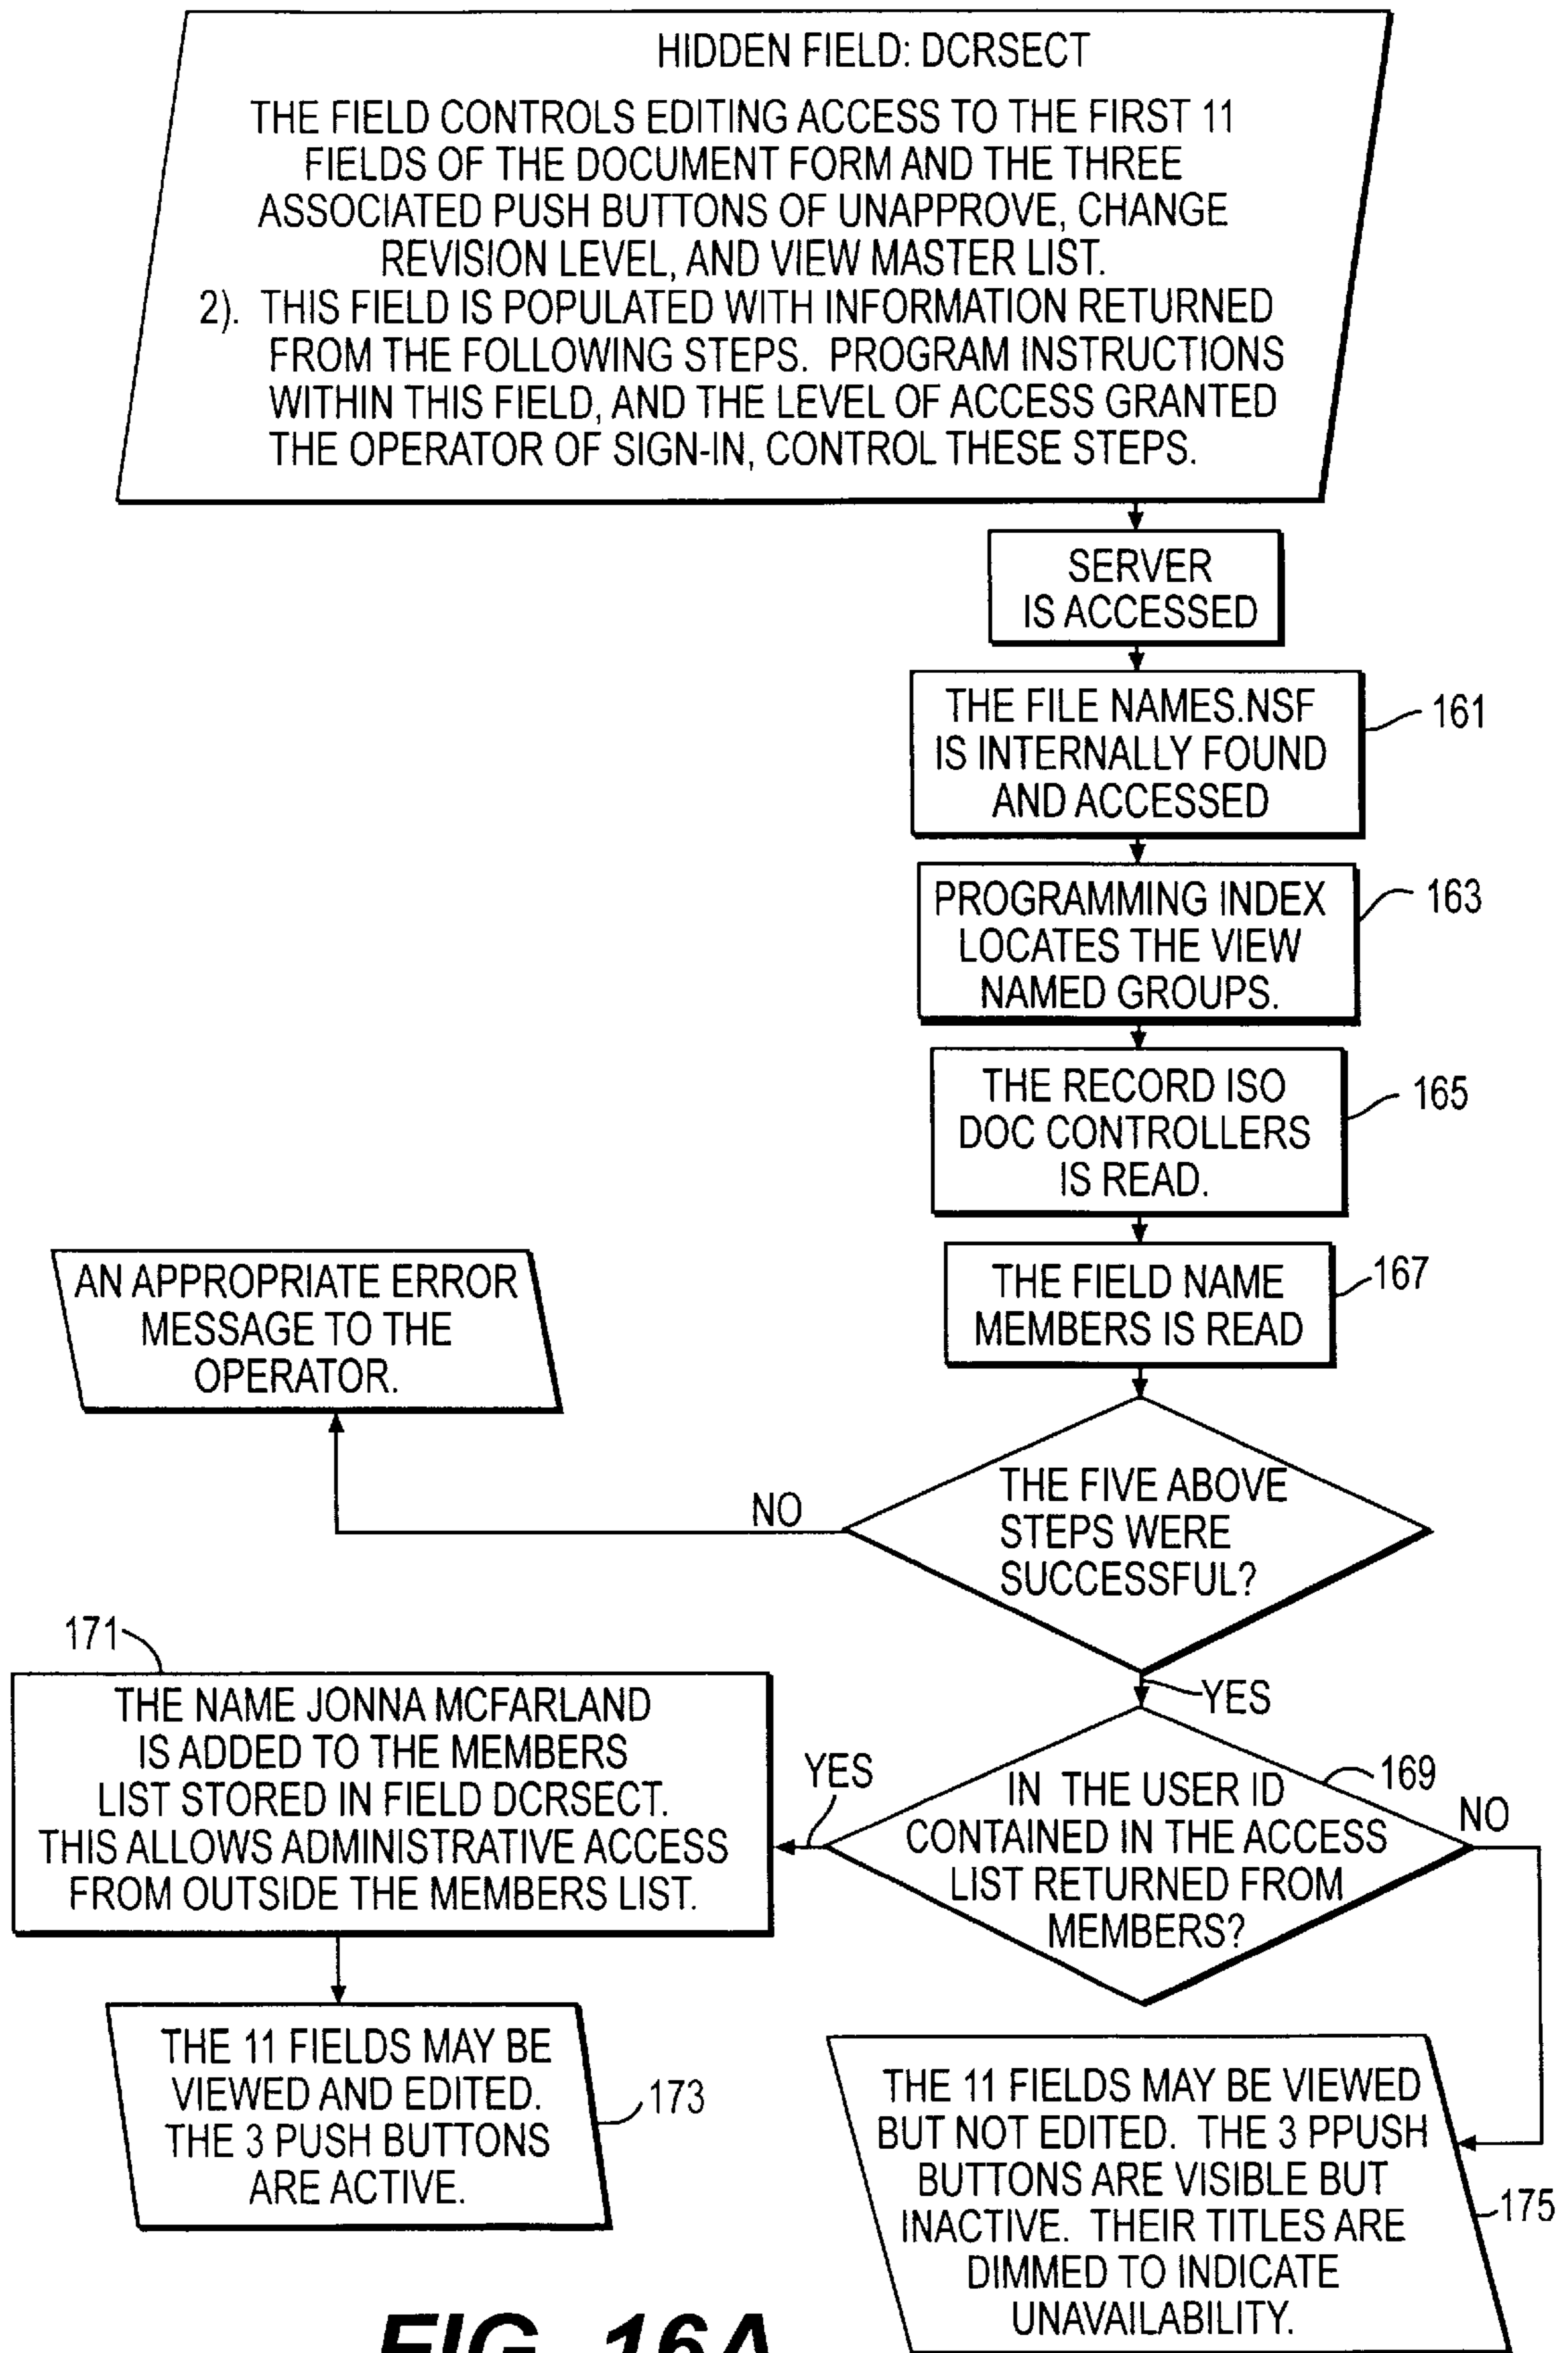 HIDDEN FIELD: DCRSECT
THE FIELD CONTROLS EDITING ACCESS TO THE FIRST 11
FIELDS OF THE DOCUMENT FORM AND THE THREE
ASSOCIATED PUSH BUTTONS OF UNAPPROVE, CHANGE
REVISION LEVEL, AND VIEW MASTER LIST.
2). THIS FIELD IS POPULATED WITH INFORMATION RETURNED
FROM THE FOLLOWING STEPS. PROGRAM INSTRUCTIONS
WITHIN THIS FIELD, AND THE LEVEL OF ACCESS GRANTED
THE OPERATOR OF SIGN-IN, CONTROL THESE STEPS.
SERVER
IS ACCESSED
THE FILE NAMES.NSF
IS INTERNALLY FOUND
AND ACCESSED
161
PROGRAMMING INDEX
LOCATES THE VIEW
NAMED GROUPS.
163
THE RECORD ISO
DOC CONTROLLERS
IS READ.
165
THE FIELD NAME
MEMBERS IS READ
167
AN APPROPRIATE ERROR
MESSAGE TO THE
OPERATOR.
NO
THE FIVE ABOVE
STEPS WERE
SUCCESSFUL?
YES
171
THE NAME JONNA MCFARLAND
IS ADDED TO THE MEMBERS
LIST STORED IN FIELD DCRSECT.
THIS ALLOWS ADMINISTRATIVE ACCESS
FROM OUTSIDE THE MEMBERS LIST.
YES
IN THE USER ID
CONTAINED IN THE ACCESS
LIST RETURNED FROM
MEMBERS?
169
NO
THE 11 FIELDS MAY BE
VIEWED AND EDITED.
THE 3 PUSH BUTTONS
ARE ACTIVE.
173
THE 11 FIELDS MAY BE VIEWED
BUT NOT EDITED. THE 3 PPUSH
BUTTONS ARE VISIBLE BUT
INACTIVE. THEIR TITLES ARE
DIMMED TO INDICATE
UNAVAILABILITY.
175
FIG. 16A